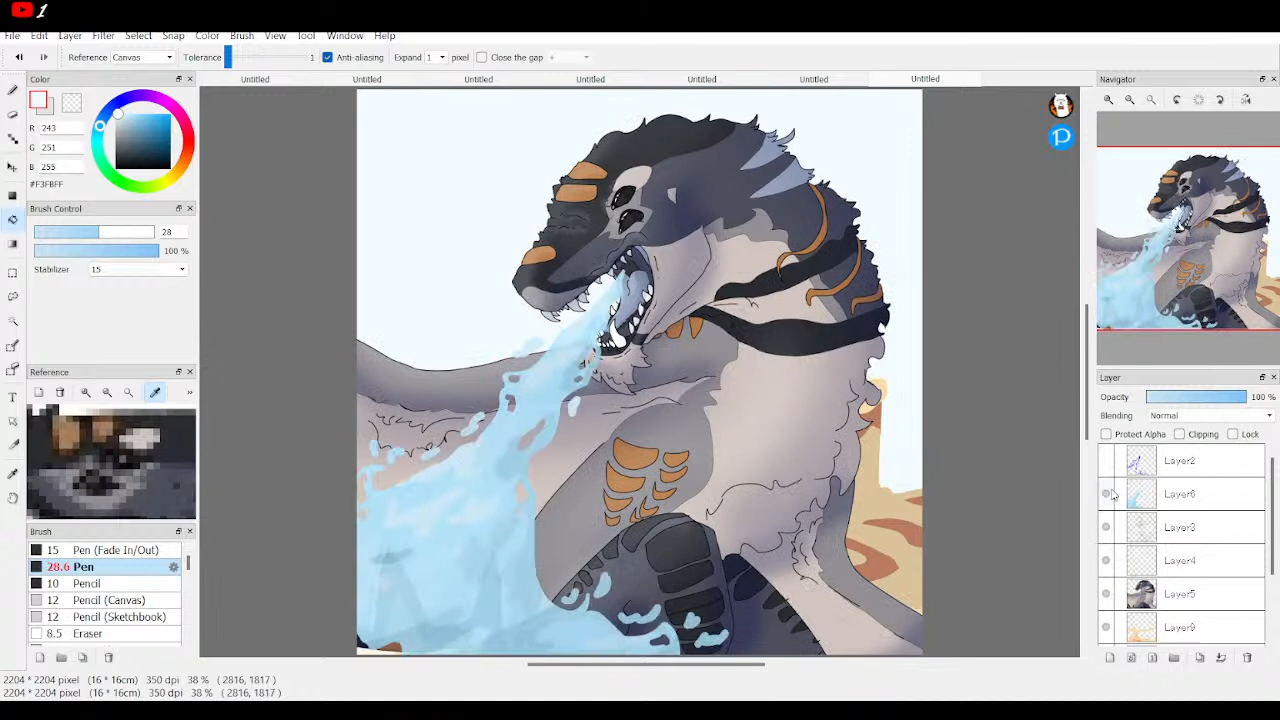 1
File Edit Layer Filter Select Snap Color Brush View Tool Window Help
Reference Canvas Tolerance 1 Anti-aliasing Expand 1 pixel Close the gap +
Color
Untitled Untitled Untitled Untitled Untitled Untitled Untitled
Navigator
R 243
G 251
B 255
#F3FBFF
Brush Control
28
100 %
Stabilizer 15
Reference
Layer
Opacity 100 %
Blending Normal
Protect Alpha Clipping Lock
Layer2
Layer6
Layer3
Layer4
Layer5
Layer9
Brush
15 Pen (Fade In/Out)
28.6 Pen
10 Pencil
12 Pencil (Canvas)
12 Pencil (Sketchbook)
8.5 Eraser
T
P
2204 * 2204 pixel (16 * 16cm) 350 dpi 38 % ( 2816, 1817 )
2204 * 2204 pixel (16 * 16cm) 350 dpi 38 % ( 2816, 1817 )